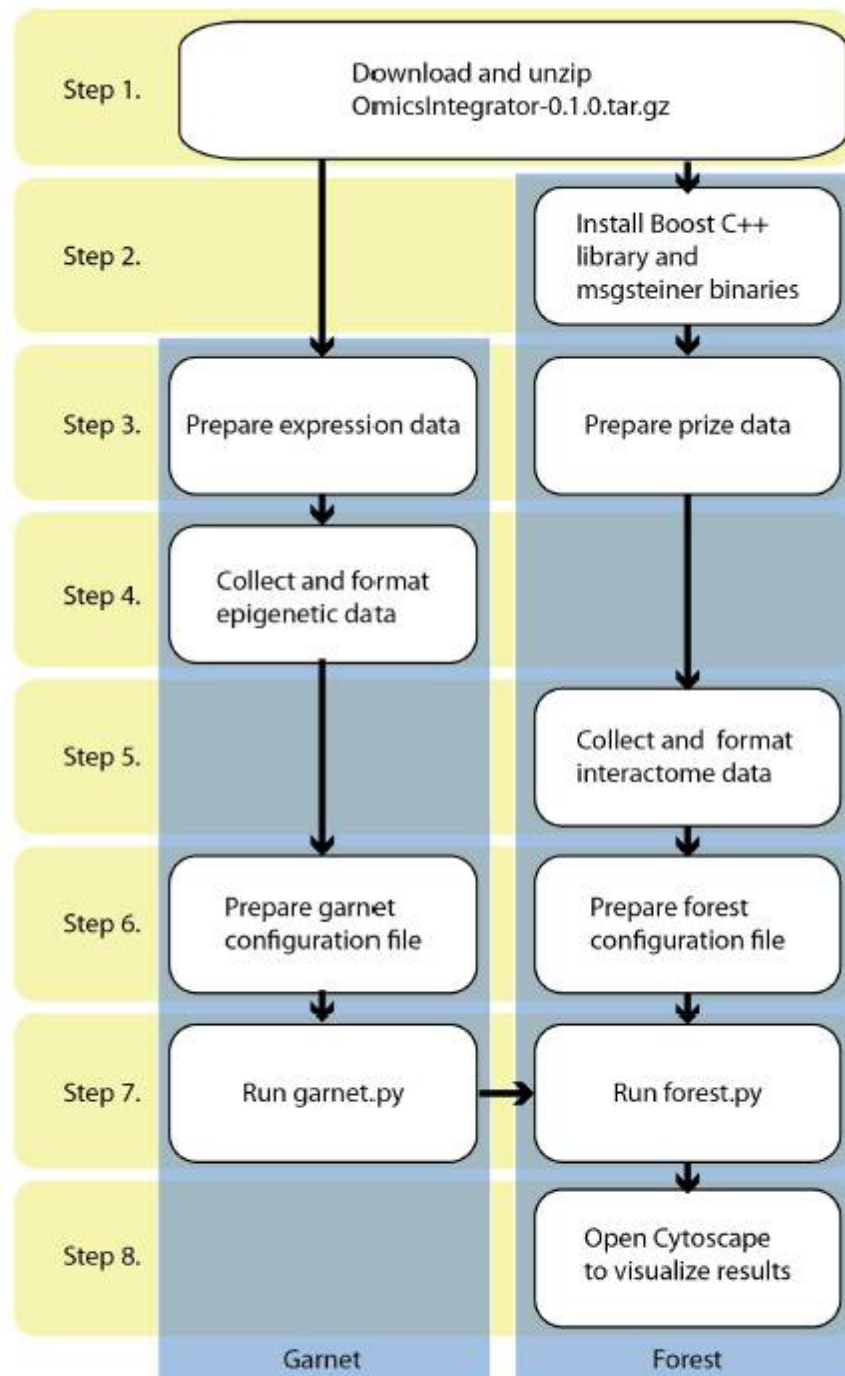 Step 1.
Download and unzip
OmicsIntegrator-0.1.0.tar.gz
Step 2.
Install Boost C++
library and
msgsteiner binaries
Step 3.
Prepare expression data
Prepare prize data
Step 4.
Collect and format
epigenetic data
Step 5.
Collect and format
interactome data
Step 6.
Prepare garnet
configuration file
Prepare forest
configuration file
Step 7.
Run garnet.py
Run forest.py
Step 8.
Open Cytoscape
to visualize results
Garnet
Forest